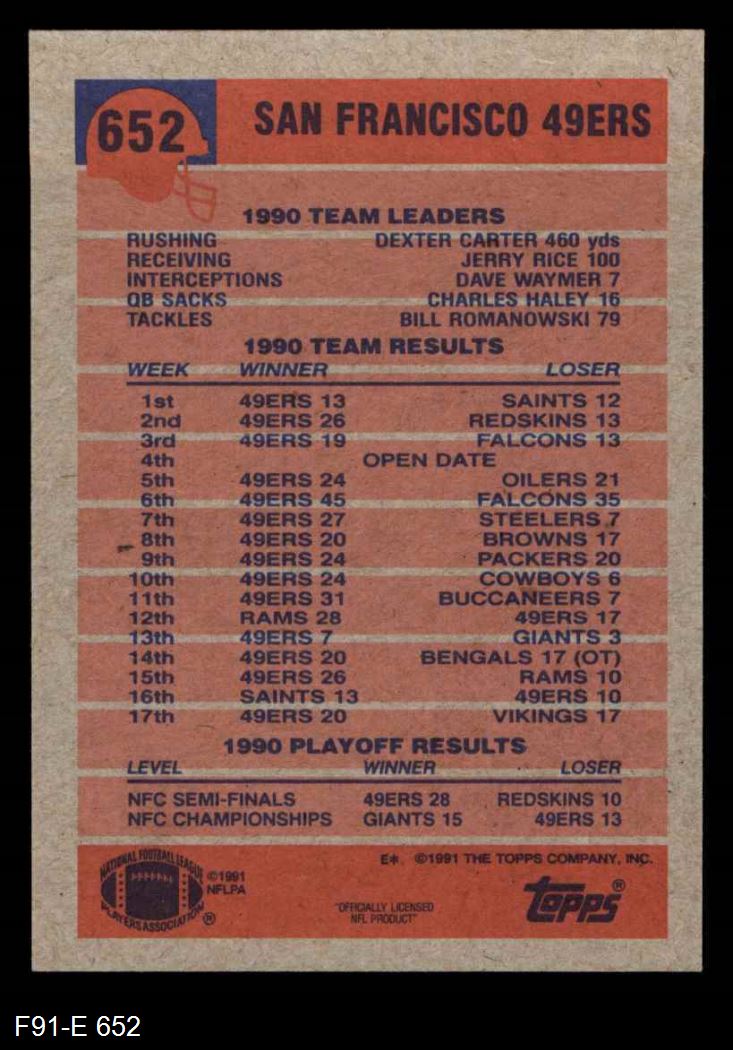 652 SAN FRANCISCO 49ERS
1990 TEAM LEADERS
RUSHING DEXTER CARTER 460 yds
RECEIVING JERRY RICE 100
INTERCEPTIONS DAVE WAYMER 7
QB SACKS CHARLES HALEY 16
TACKLES BILL ROMANOWSKI 79
1990 TEAM RESULTS
WEEK WINNER LOSER
1st 49ERS 13 SAINTS 12
2nd 49ERS 26 REDSKINS 13
3rd 49ERS 19 FALCONS 13
4th OPEN DATE
5th 49ERS 24 OILERS 21
6th 49ERS 45 FALCONS 35
7th 49ERS 27 STEELERS 7
8th 49ERS 20 BROWNS 17
9th 49ERS 24 PACKERS 20
10th 49ERS 24 COWBOYS 6
11th 49ERS 31 BUCCANEERS 7
12th RAMS 28 49ERS 17
13th 49ERS 7 GIANTS 3
14th 49ERS 20 BENGALS 17 (OT)
15th 49ERS 26 RAMS 10
16th SAINTS 13 49ERS 10
17th 49ERS 20 VIKINGS 17
1990 PLAYOFF RESULTS
LEVEL WINNER LOSER
NFC SEMI-FINALS 49ERS 28 REDSKINS 10
NFC CHAMPIONSHIPS GIANTS 15 49ERS 13
E* ©1991 THE TOPPS COMPANY, INC.
NATIONAL FOOTBALL LEAGUE
PLAYERS ASSOCIATION ®
©1991
NFLPA
"OFFICIALLY LICENSED
NFL PRODUCT"
Topps®
F91-E 652